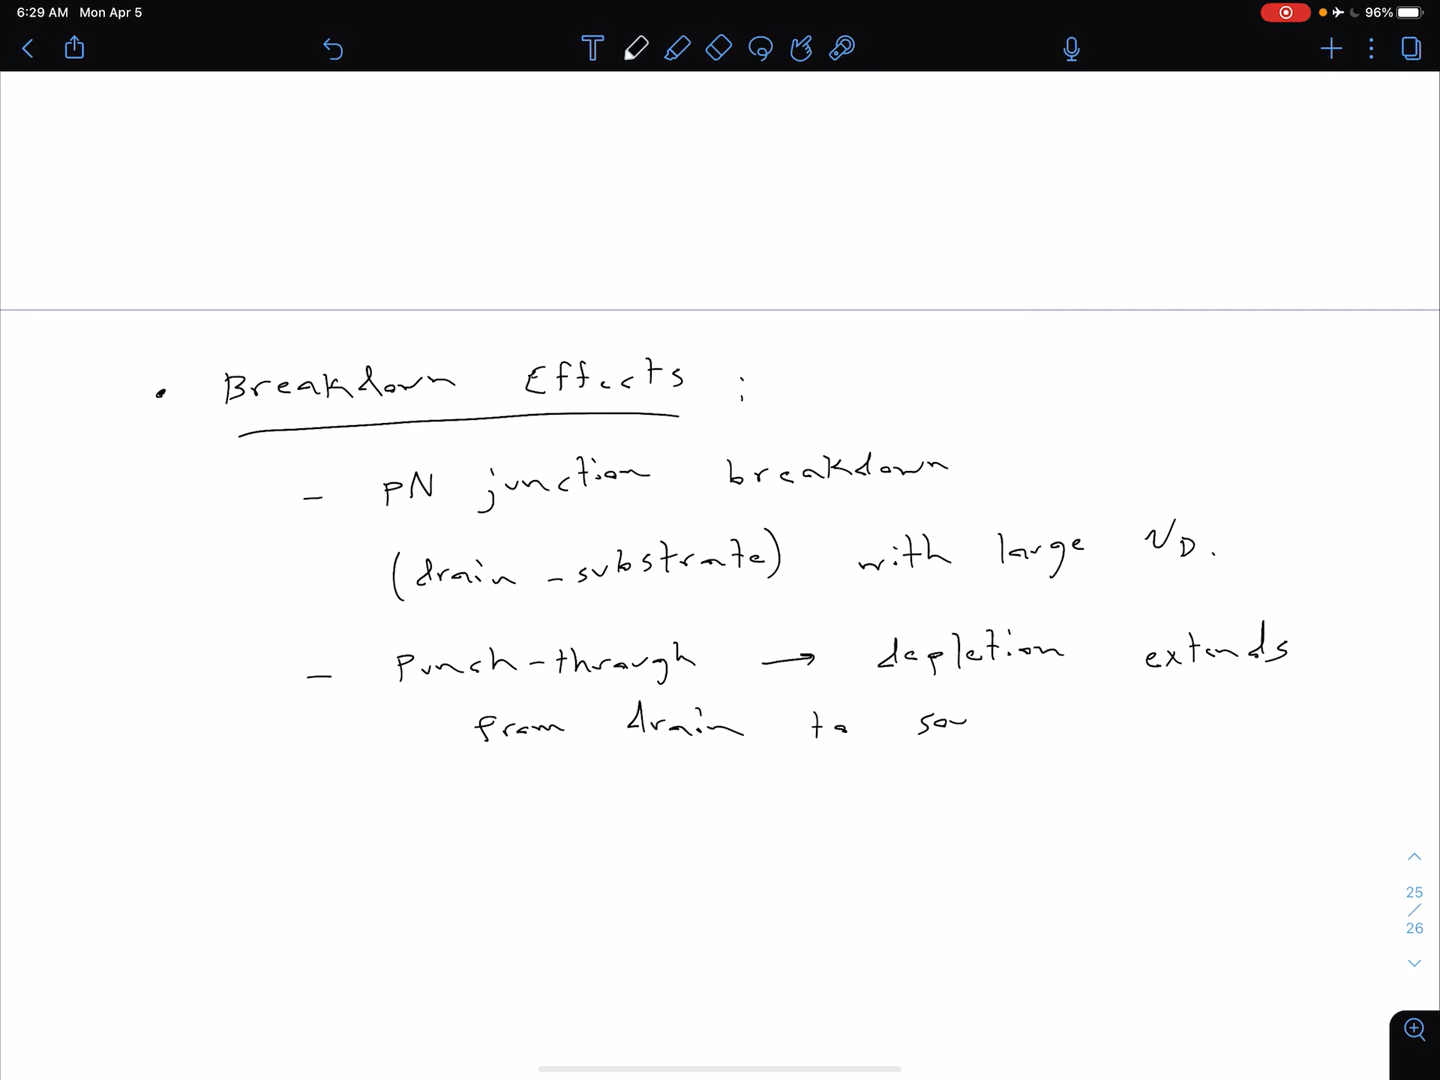 6:29 AM Mon Apr 5
96%
T
• Breakdown Effects :
- PN junction breakdown
(drain - substrate) with large VD.
- Punch-through → depletion extends
from drain to sou
25
/
26